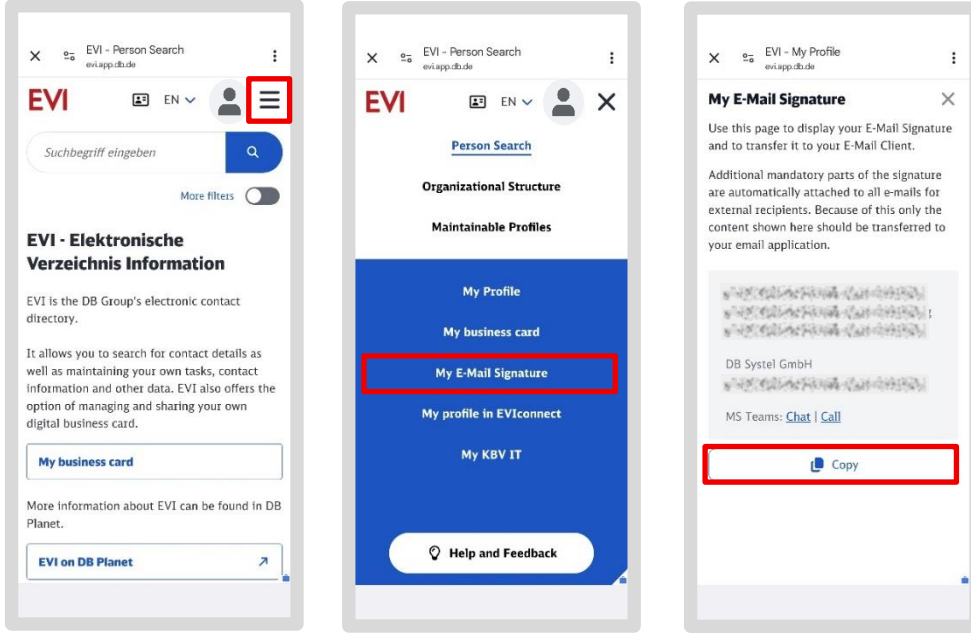 EVI - Person Search
evi.app.db.de
EVI
EN
Suchbegriff eingeben
More filters
EVI - Elektronische
Verzeichnis Information
EVI is the DB Group's electronic contact
directory.
It allows you to search for contact details as
well as maintaining your own tasks, contact
information and other data. EVI also offers the
option of managing and sharing your own
digital business card.
My business card
More information about EVI can be found in DB
Planet.
EVI on DB Planet
EVI - Person Search
evi.app.db.de
EVI
EN
Person Search
Organizational Structure
Maintainable Profiles
My Profile
My business card
My E-Mail Signature
My profile in EVIconnect
My KBV IT
Help and Feedback
EVI - My Profile
evi.app.db.de
My E-Mail Signature
Use this page to display your E-Mail Signature
and to transfer it to your E-Mail Client.
Additional mandatory parts of the signature
are automatically attached to all e-mails for
external recipients. Because of this only the
content shown here should be transferred to
your email application.
DB Systel GmbH
MS Teams: Chat | Call
Copy